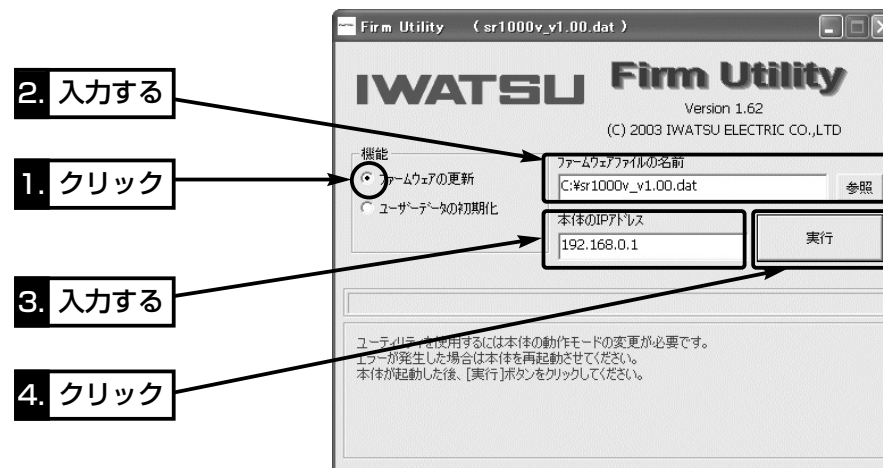 Firm Utility （ sr1000v_v1.00.dat ）
IWATSU
Firm Utility
Version 1.62
(C) 2003 IWATSU ELECTRIC CO.,LTD
2. 入力する
1. クリック
3. 入力する
4. クリック
機能
ファームウェアの更新
ユーザーデータの初期化
ファームウェアファイルの名前
C:¥sr1000v_v1.00.dat
参照
本体のIPアドレス
192.168.0.1
実行
ユーティリティを使用するには本体の動作モードの変更が必要です。
エラーが発生した場合は本体を再起動させてください。
本体が起動した後、[実行]ボタンをクリックしてください。